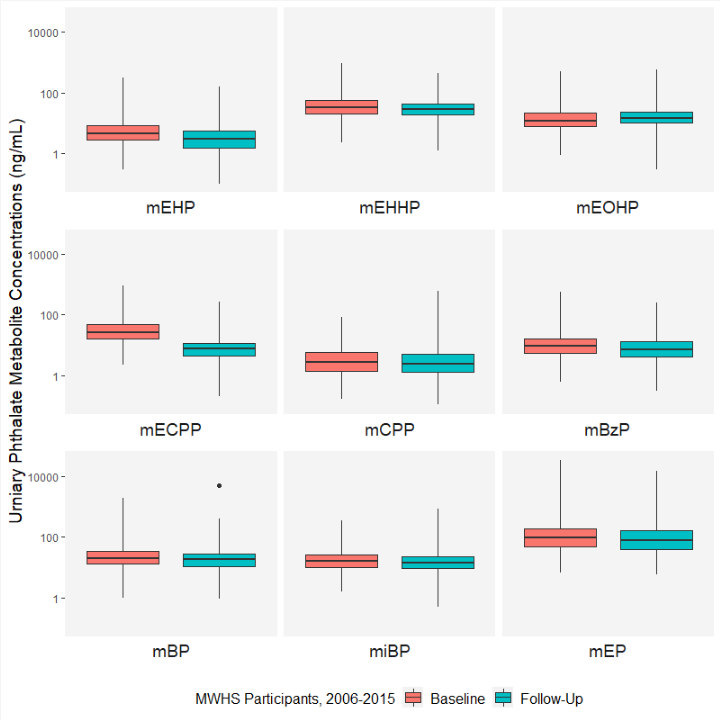 Urniary Phthalate Metabolite Concentrations (ng/mL)
10000
100
1
mEHP
mEHHP
mEOHP
10000
100
1
mECPP
mCPP
mBzP
10000
100
1
mBP
miBP
mEP
MWHS Participants, 2006-2015 Baseline Follow-Up